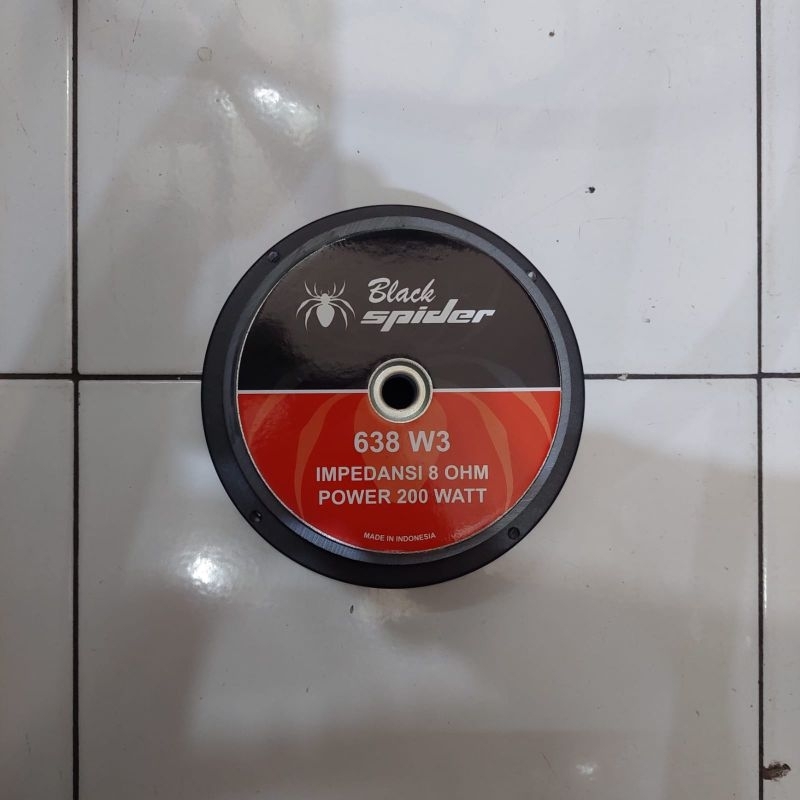 Black
spider
638 W3
IMPEDANSI 8 OHM
POWER 200 WATT
MADE IN INDONESIA